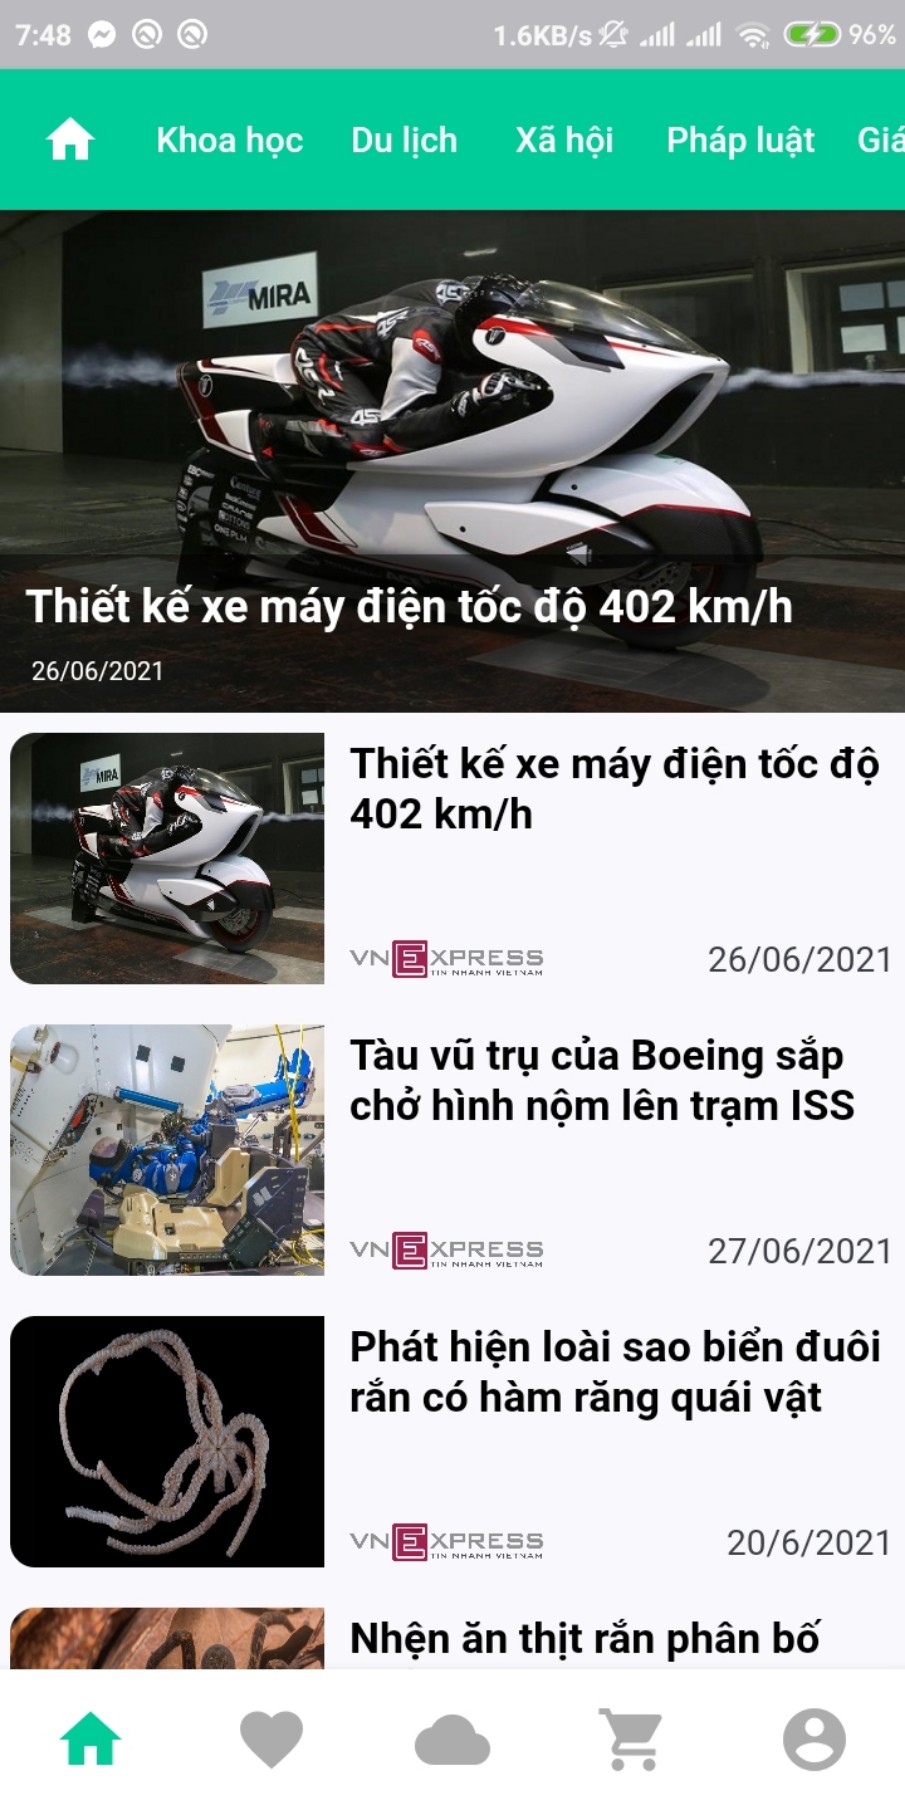 7:48 1.6KB/s 96%
Khoa học Du lịch Xã hội Pháp luật Giá
MIRA
Thiết kế xe máy điện tốc độ 402 km/h
26/06/2021
MIRA
Thiết kế xe máy điện tốc độ
402 km/h
VNEXPRESS
TIN NHANH VIETNAM
26/06/2021
Tàu vũ trụ của Boeing sắp
chở hình nộm lên trạm ISS
VNEXPRESS
TIN NHANH VIETNAM
27/06/2021
Phát hiện loài sao biển đuôi
rắn có hàm răng quái vật
VNEXPRESS
TIN NHANH VIETNAM
20/6/2021
Nhện ăn thịt rắn phân bố